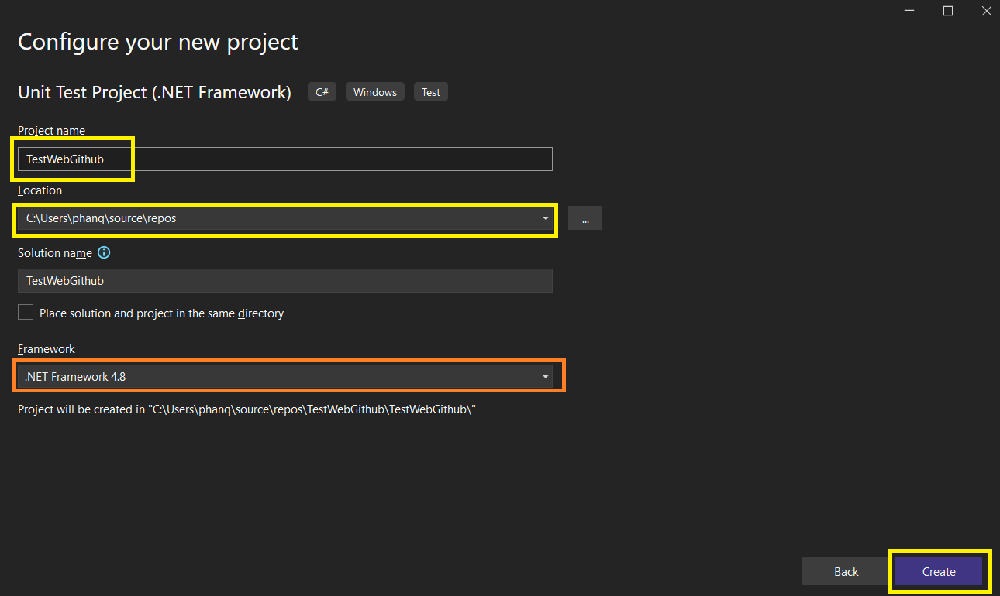 Configure your new project
Unit Test Project (.NET Framework) C# Windows Test
Project name
TestWebGithub
Location
C:\Users\phanq\source\repos
...
Solution name
TestWebGithub
Place solution and project in the same directory
Framework
.NET Framework 4.8
Project will be created in "C:\Users\phanq\source\repos\TestWebGithub\TestWebGithub\"
Back Create